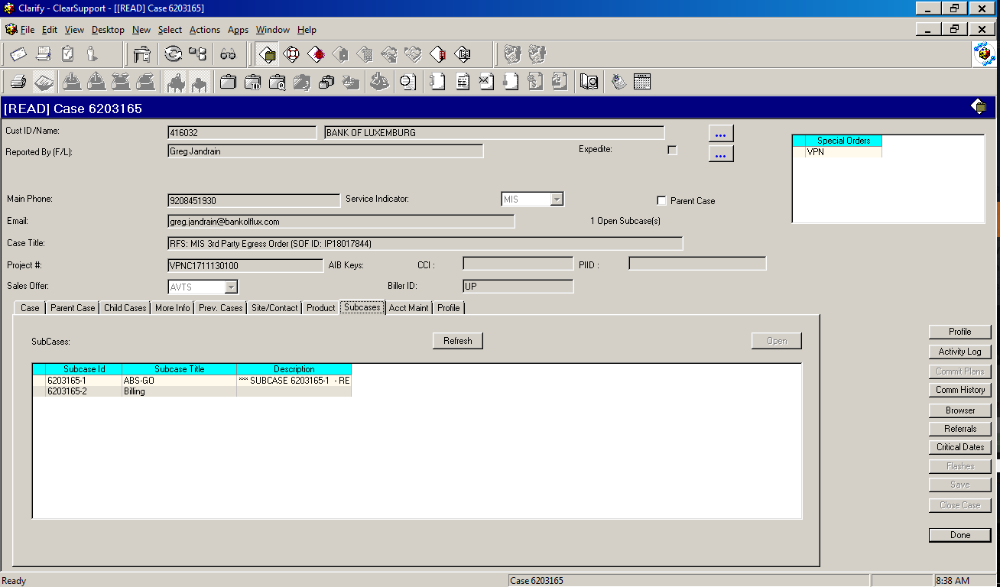 Clarify - ClearSupport - [[READ] Case 6203165]
File Edit View Desktop New Select Actions Apps Window Help
[READ] Case 6203165
Cust ID/Name: 416032 BANK OF LUXEMBURG ...
Reported By (F/L): Greg Jandrain Expedite: ...
Special Orders
VPN
Main Phone: 9208451930 Service Indicator: MIS Parent Case
Email: greg.jandrain@bankoflux.com 1 Open Subcase(s)
Case Title: RFS: MIS 3rd Party Egress Order (SOF ID: IP18017844)
Project #: VPNC1711130100 AIB Keys: CCI : PIID :
Sales Offer: AVTS Biller ID: UP
Case Parent Case Child Cases More Info Prev. Cases Site/Contact Product Subcases Acct Maint Profile
SubCases: Refresh Open
Subcase Id Subcase Title Description
6203165-1 ABS-GO *** SUBCASE 6203165-1 - RE
6203165-2 Billing
Profile
Activity Log
Commit Plans
Comm History
Browser
Referrals
Critical Dates
Flashes
Save
Close Case
Done
Ready Case 6203165 8:38 AM